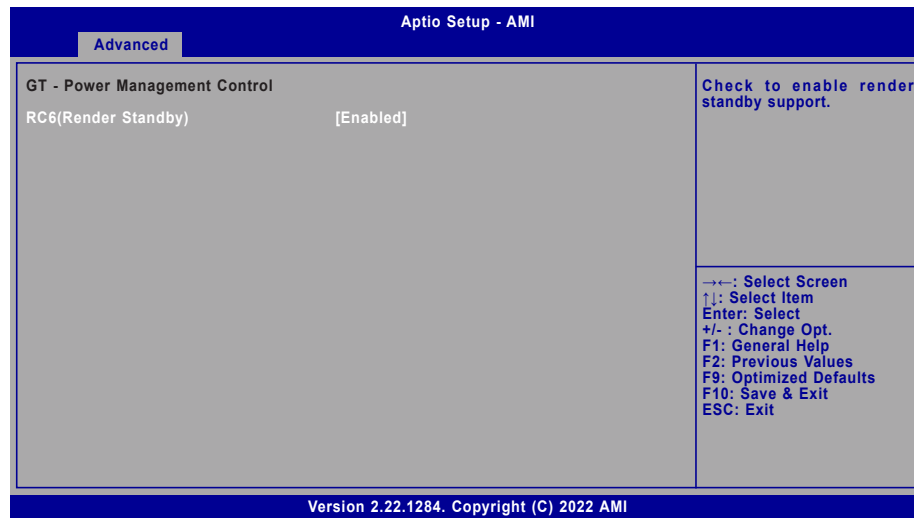 Aptio Setup - AMI
Advanced
GT - Power Management Control
RC6(Render Standby) [Enabled]
Check to enable render
standby support.
→←: Select Screen
↑↓: Select Item
Enter: Select
+/- : Change Opt.
F1: General Help
F2: Previous Values
F9: Optimized Defaults
F10: Save & Exit
ESC: Exit
Version 2.22.1284. Copyright (C) 2022 AMI